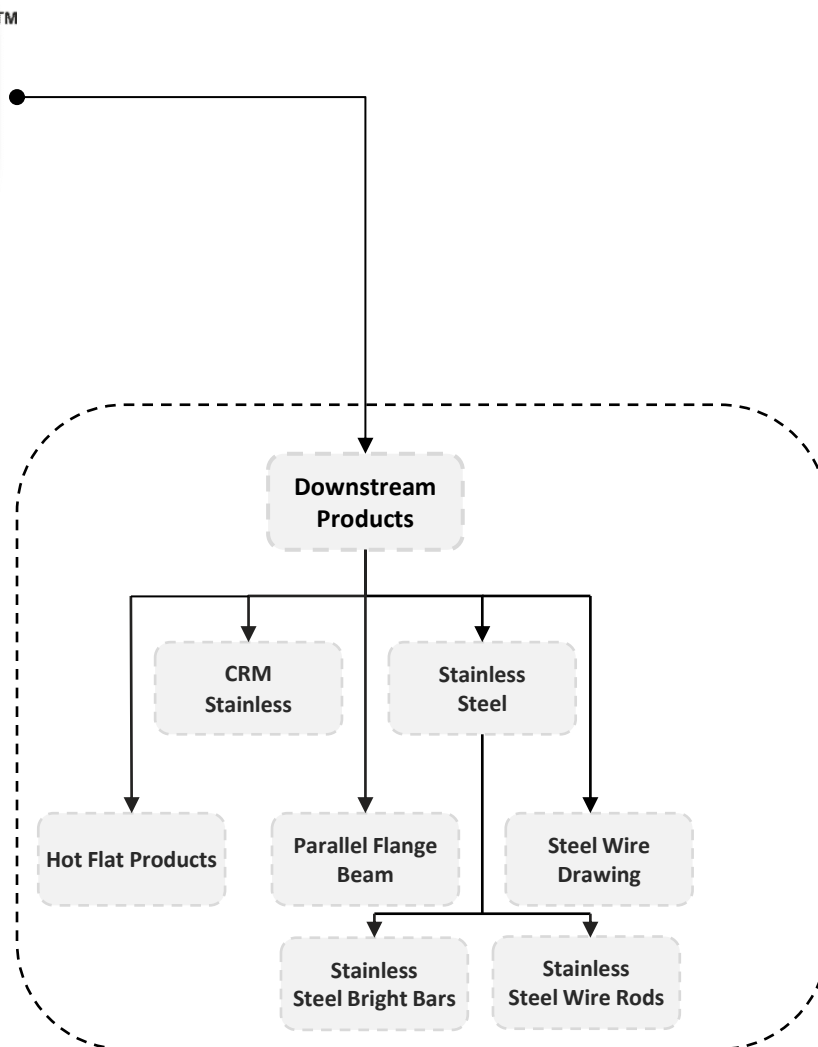 TM
Downstream
Products
CRM
Stainless
Stainless
Steel
Hot Flat Products
Parallel Flange
Beam
Steel Wire
Drawing
Stainless
Steel Bright Bars
Stainless
Steel Wire Rods